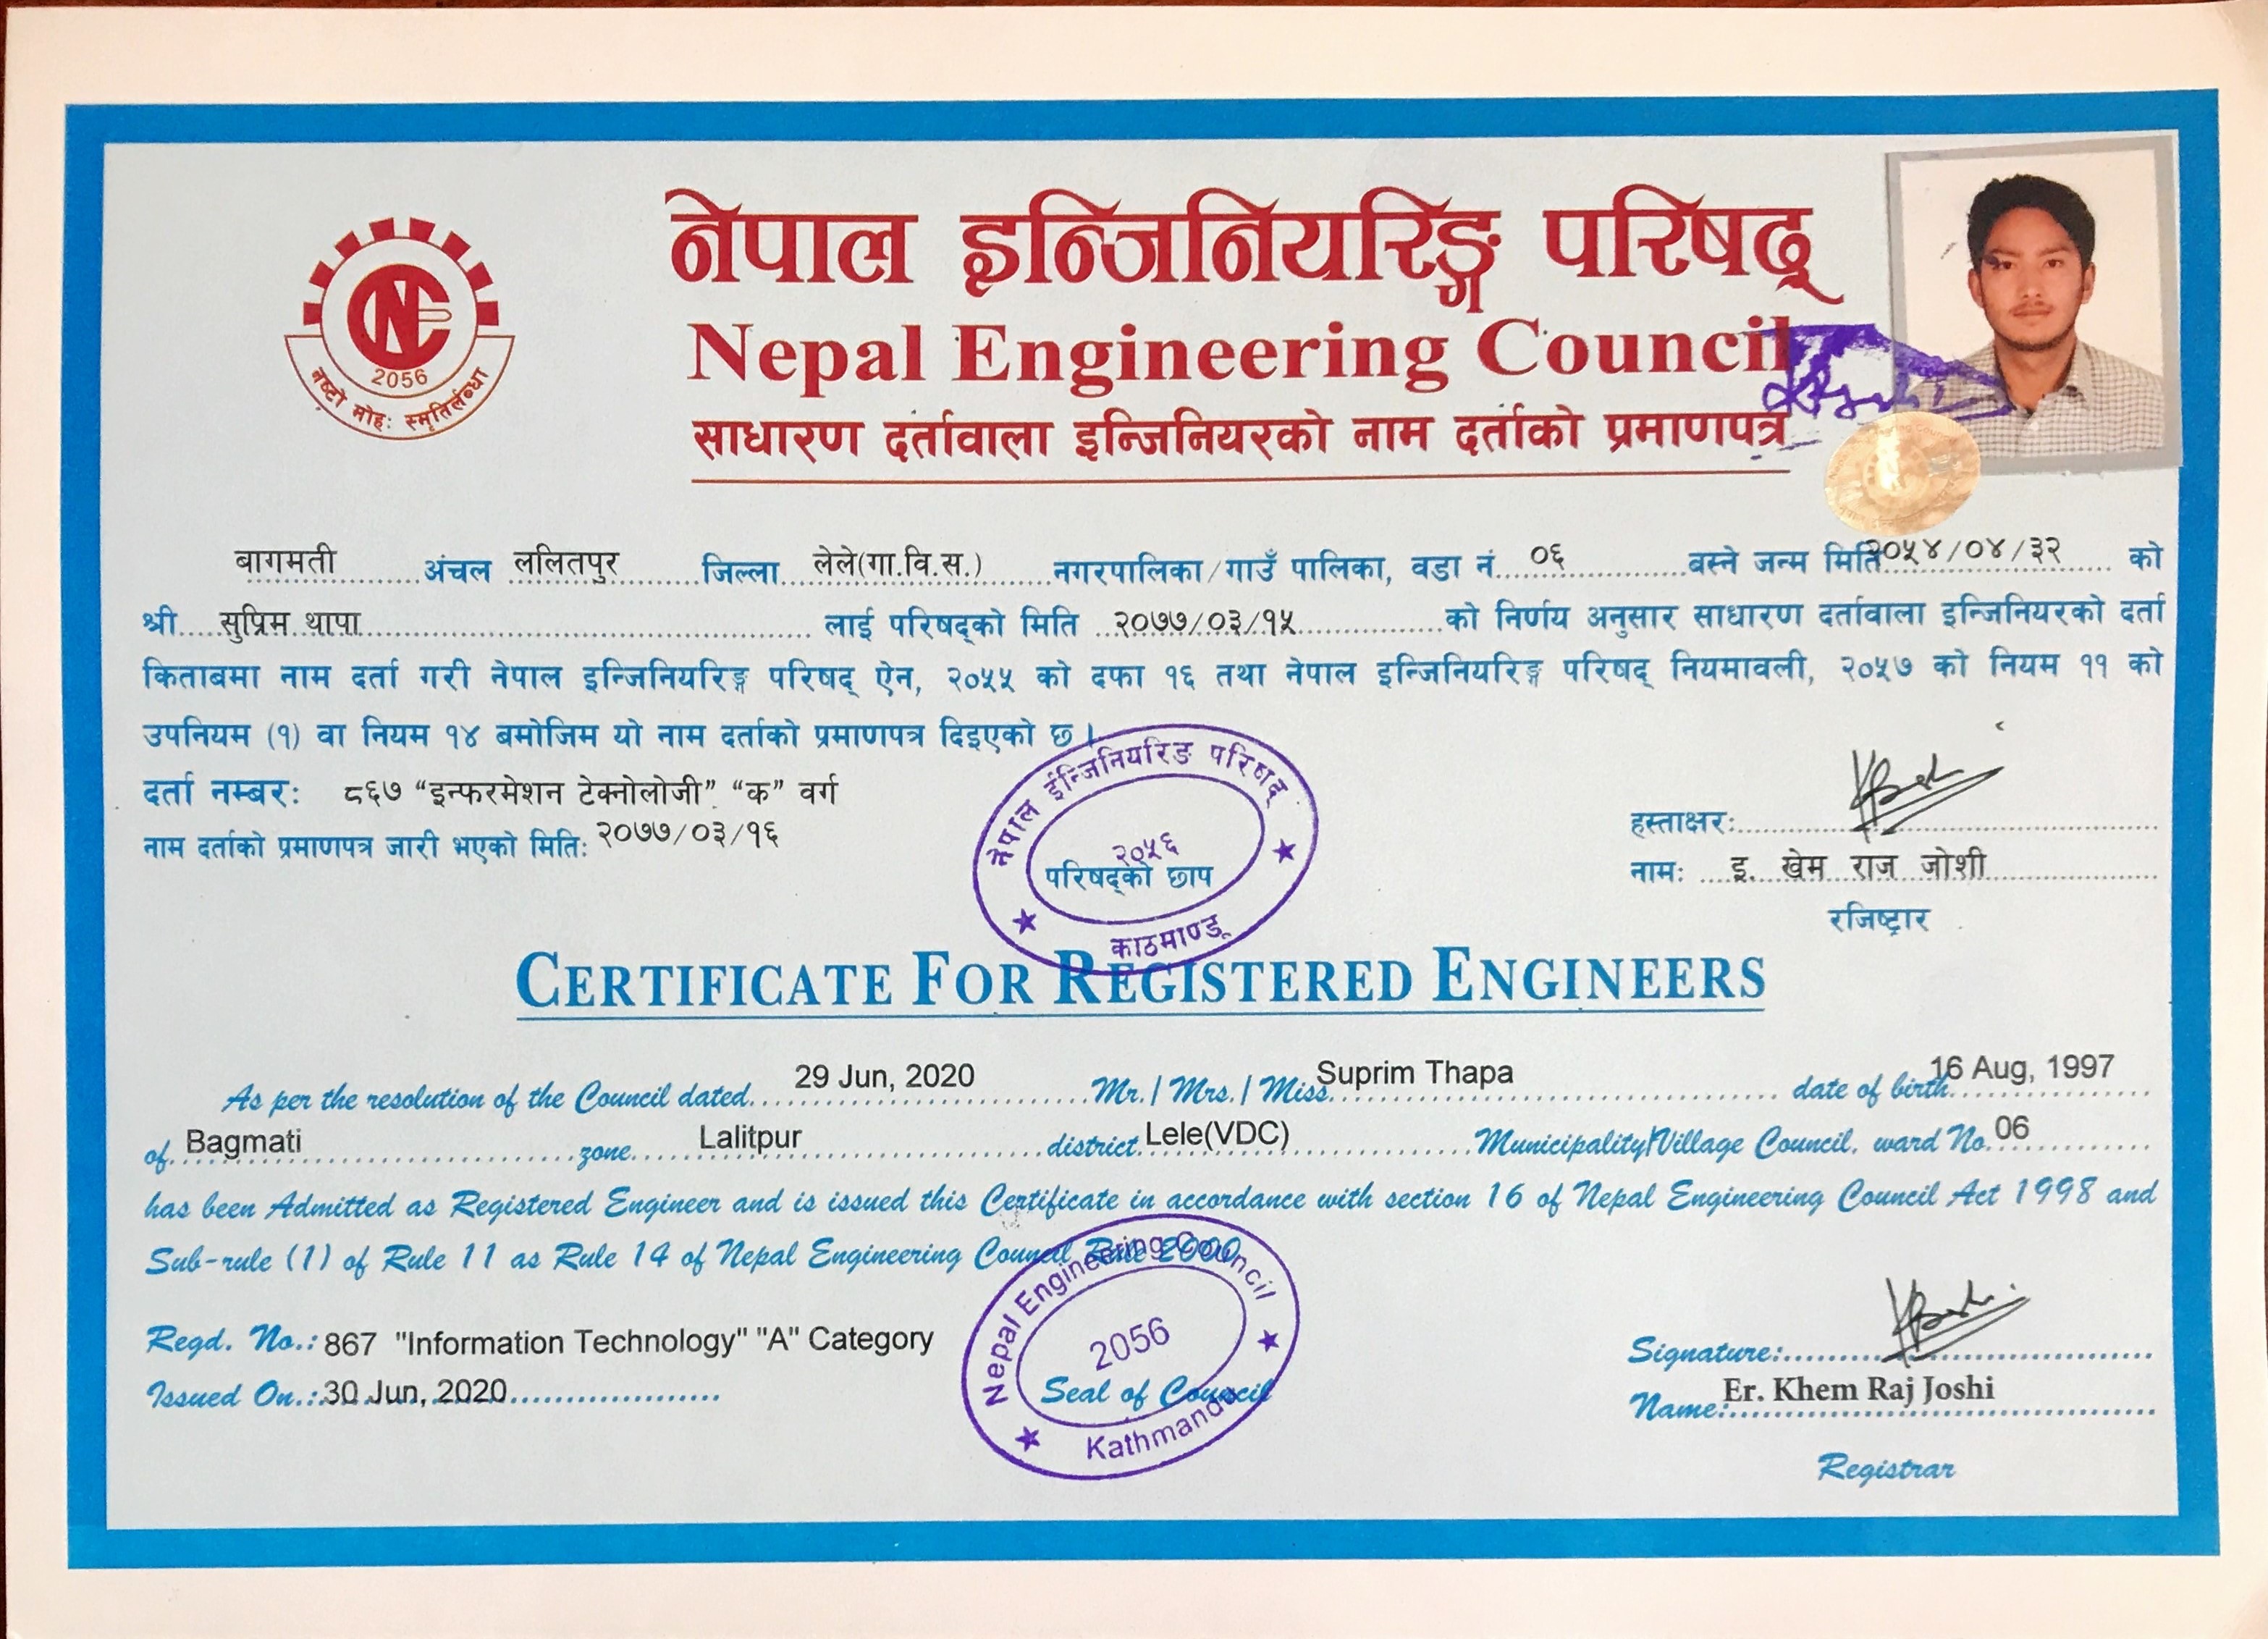 नेपाल इन्जिनियरिङ्ग परिषद्
Nepal Engineering Council
साधारण दर्तावाला इन्जिनियरको नाम दर्ताको प्रमाणपत्र
2056
नष्टो मोहः स्मृतिर्लब्धा
बागमती अंचल ललितपुर जिल्ला लेले(गा.वि.स.) नगरपालिका/गाउँ पालिका, वडा नं. ०६ बस्ने जन्म मिति २०५४/०४/३२ को
श्री सुप्रिम थापा लाई परिषद्को मिति २०७७/०३/१५ को निर्णय अनुसार साधारण दर्तावाला इन्जिनियरको दर्ता
किताबमा नाम दर्ता गरी नेपाल इन्जिनियरिङ्ग परिषद् ऐन, २०५५ को दफा १६ तथा नेपाल इन्जिनियरिङ्ग परिषद् नियमावली, २०५७ को नियम ११ को
उपनियम (१) वा नियम १४ बमोजिम यो नाम दर्ताको प्रमाणपत्र दिइएको छ।
दर्ता नम्बरः ८६७ “इन्फरमेशन टेक्नोलोजी” “क” वर्ग
नाम दर्ताको प्रमाणपत्र जारी भएको मितिः २०७७/०३/१६
नेपाल ईन्जिनियरिङ परिषद्
२०५६
परिषद्को छाप
काठमाण्डू
हस्ताक्षरः
नामः इ. खेम राज जोशी
रजिष्ट्रार
CERTIFICATE FOR REGISTERED ENGINEERS
As per the resolution of the Council dated 29 Jun, 2020 Mr./Mrs./Miss. Suprim Thapa date of birth 16 Aug, 1997
of Bagmati zone Lalitpur district Lele(VDC) Municipality/Village Council, ward No. 06
has been Admitted as Registered Engineer and is issued this Certificate in accordance with section 16 of Nepal Engineering Council Act 1998 and
Sub-rule (1) of Rule 11 as Rule 14 of Nepal Engineering Council Rule 2000
Regd. No.: 867 "Information Technology" "A" Category
Issued On.: 30 Jun, 2020
Nepal Engineering Council
2056
Seal of Council
Kathmandu
Signature:
Name: Er. Khem Raj Joshi
Registrar